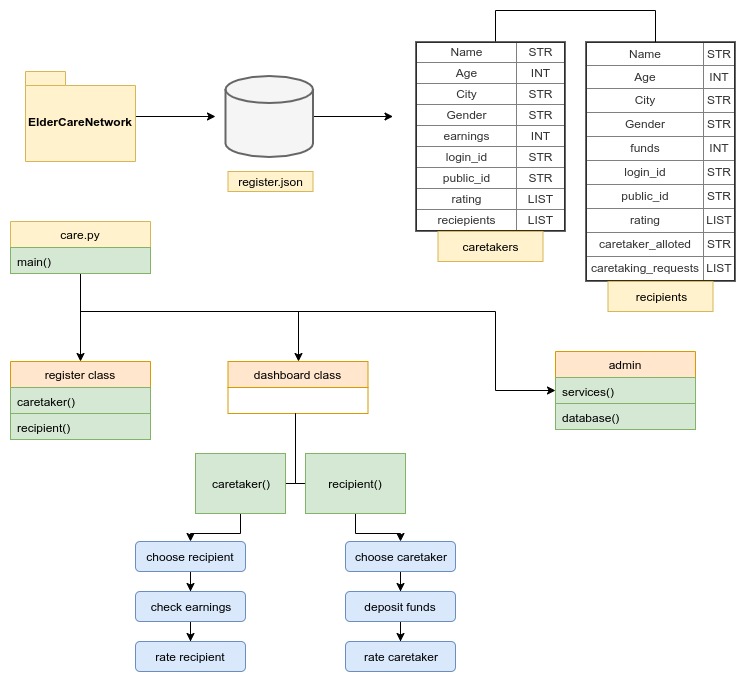 ElderCareNetwork
register.json
Name STR
Age INT
City STR
Gender STR
earnings INT
login_id STR
public_id STR
rating LIST
reciepients LIST
caretakers
Name STR
Age INT
City STR
Gender STR
funds INT
login_id STR
public_id STR
rating LIST
caretaker_alloted STR
caretaking_requests LIST
recipients
care.py
main()
register class
caretaker()
recipient()
dashboard class
admin
services()
database()
caretaker()
recipient()
choose recipient
check earnings
rate recipient
choose caretaker
deposit funds
rate caretaker